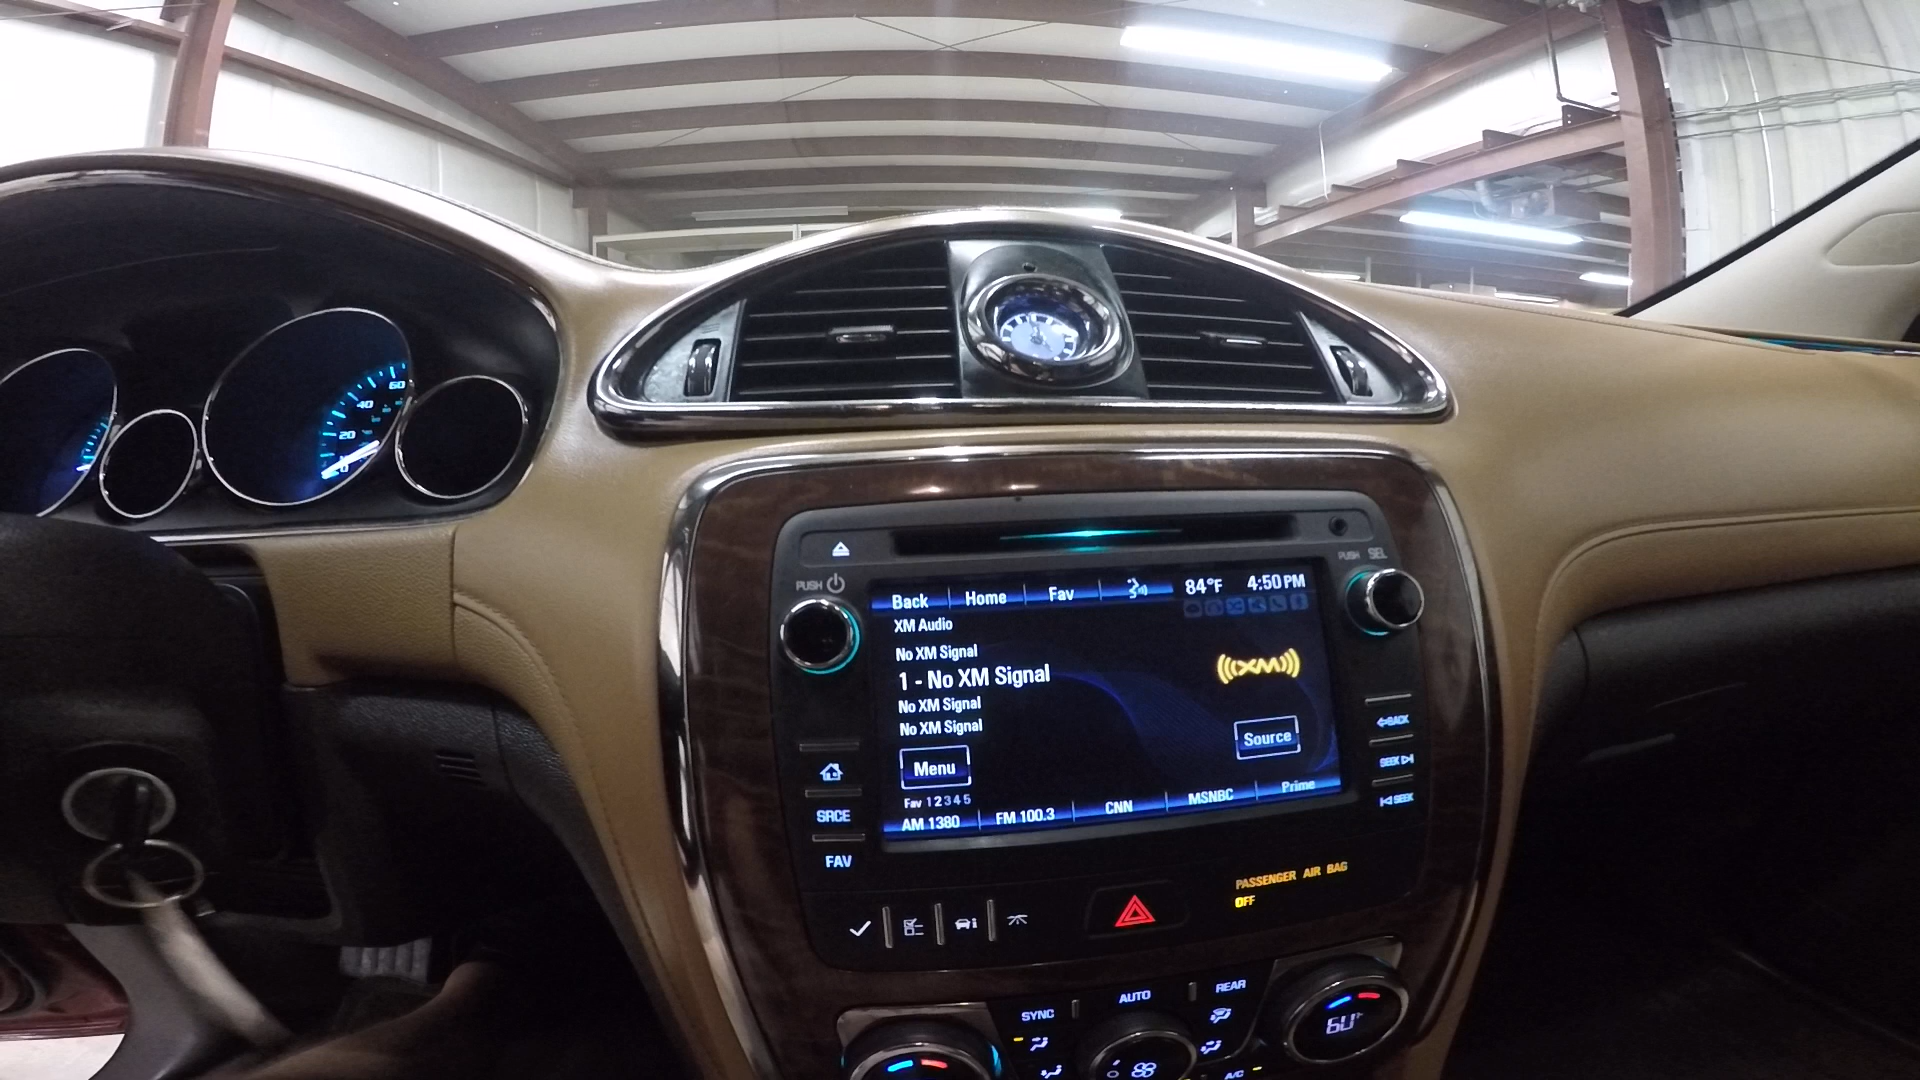 60
40
20
0
PUSH
PUSH SEL
Back Home Fav 84°F 4:50 PM
XM Audio
No XM Signal
1 - No XM Signal
No XM Signal
No XM Signal
((XM))
Menu
Source
Fav 1 2 3 4 5
AM 1380 FM 100.3 CNN MSNBC Prime
SRCE
FAV
BACK
SEEK
SEEK
PASSENGER AIR BAG
OFF
SYNC AUTO REAR
A/C